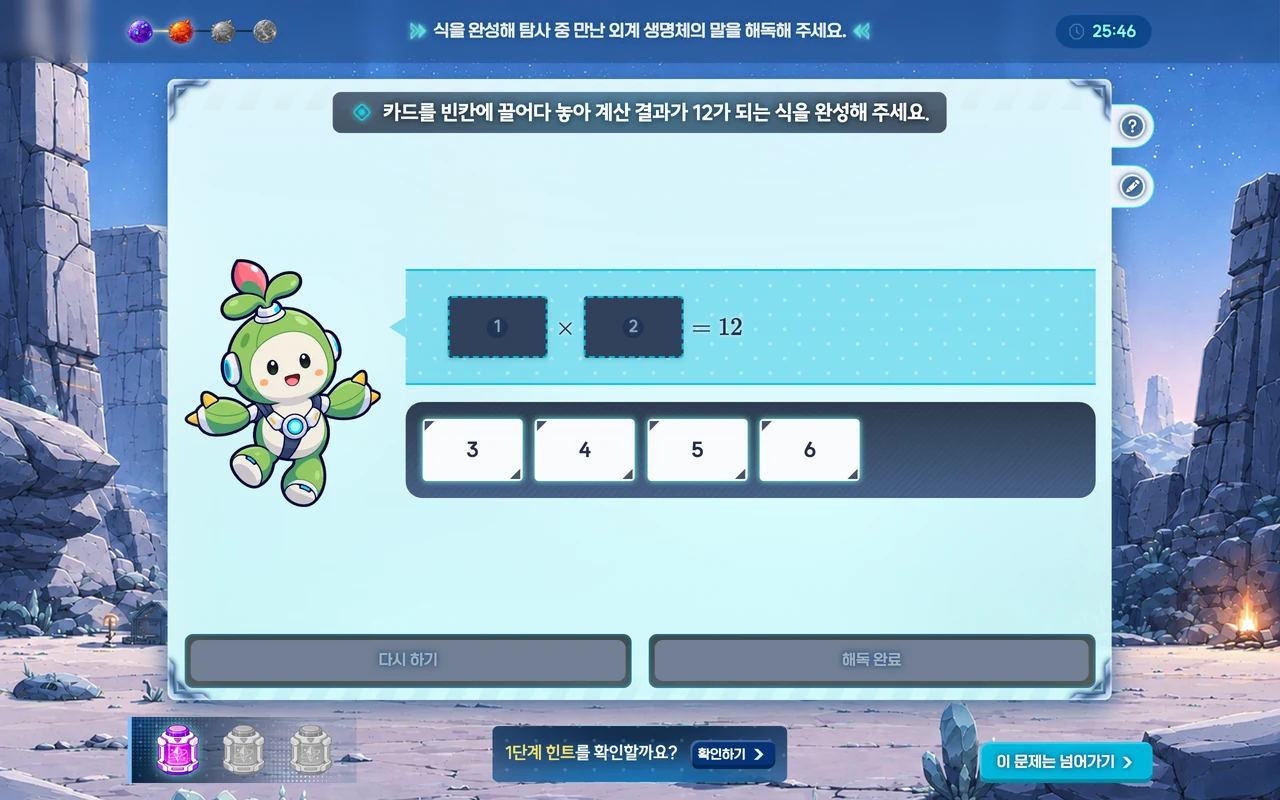 식을 완성해 탐사 중 만난 외계 생명체의 말을 해독해 주세요.
25:46
카드를 빈칸에 끌어다 놓아 계산 결과가 12가 되는 식을 완성해 주세요.
?
1 × 2 = 12
3 4 5 6
다시 하기
해독 완료
1단계 힌트를 확인할까요? 확인하기
이 문제는 넘어가기